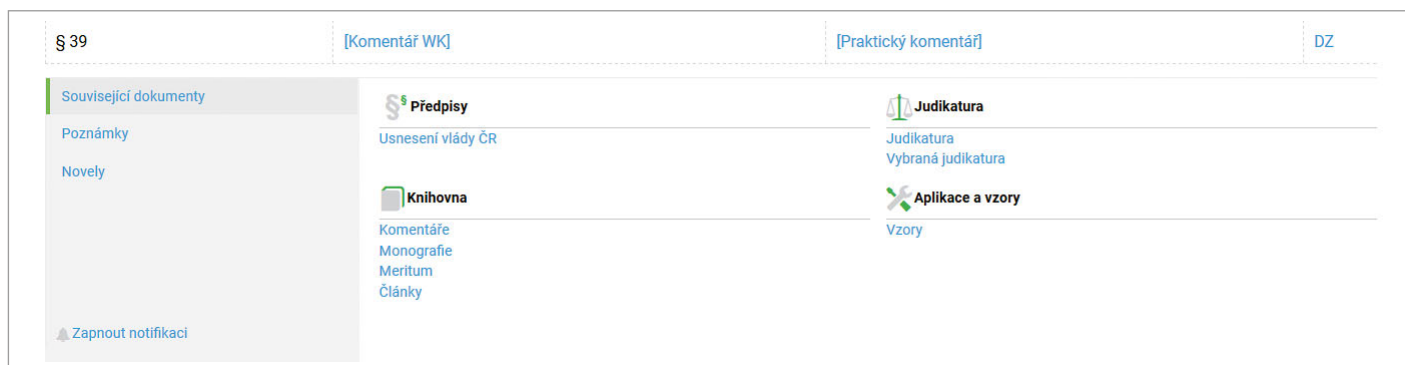 § 39 [Komentář WK] [Praktický komentář] DZ
Související dokumenty
Poznámky
Novely
Zapnout notifikaci
§§ Předpisy
Usnesení vlády ČR
Judikatura
Judikatura
Vybraná judikatura
Knihovna
Komentáře
Monografie
Meritum
Články
Aplikace a vzory
Vzory